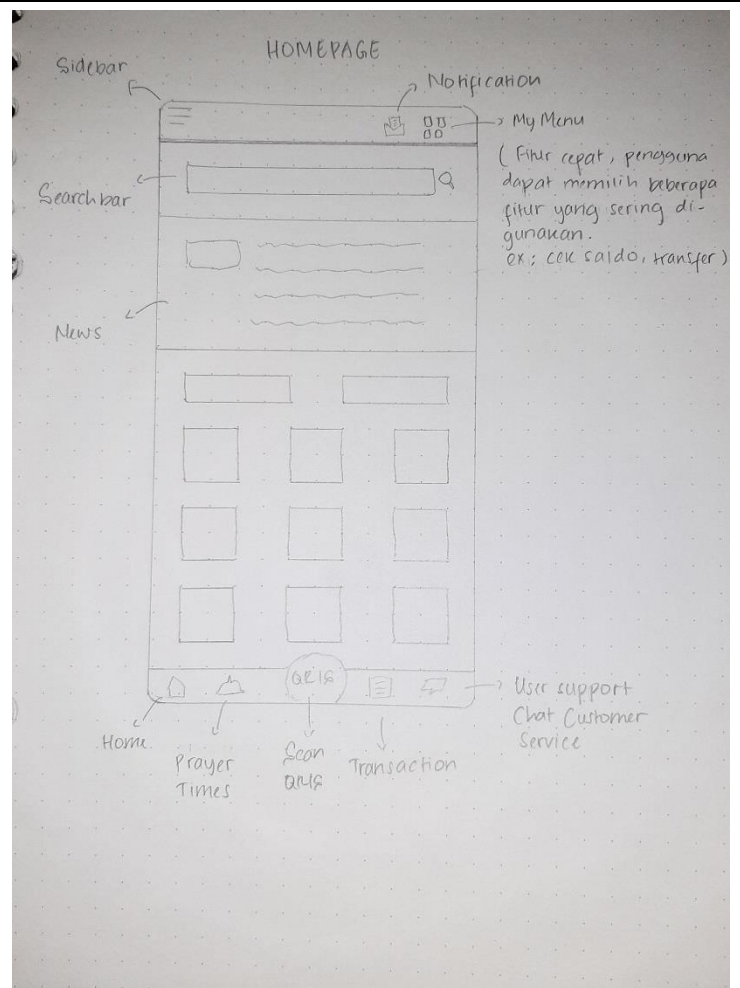 HOMEPAGE
Sidebar
Notification
My Menu
( Fitur cepat, pengguna
dapat memilih beberapa
fitur yang sering di-
gunakan.
ex: cek saldo, transfer)
Searchbar
News
QRIS
User support
Chat Customer
Service
Home
Prayer
Times
Scan
QRIS
Transaction